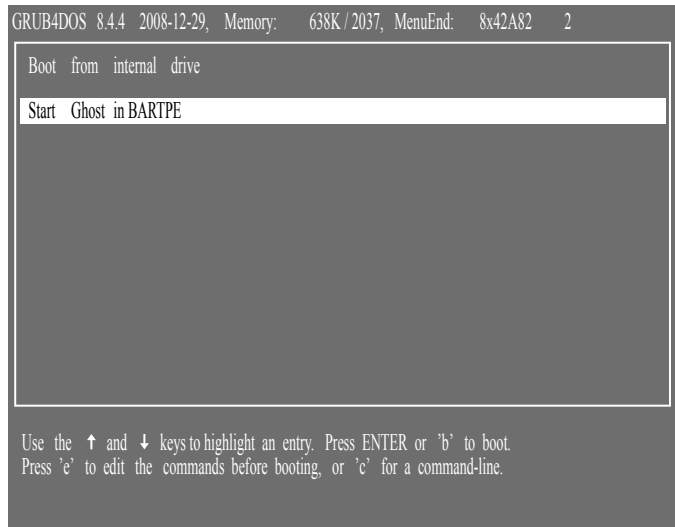 GRUB4DOS 8.4.4 2008-12-29, Memory: 638K / 2037, MenuEnd: 8x42A82 2
Boot from internal drive
Start Ghost in BARTPE
Use the ↑ and ↓ keys to highlight an entry. Press ENTER or ’b’ to boot.
Press ’e’ to edit the commands before booting, or ’c’ for a command-line.